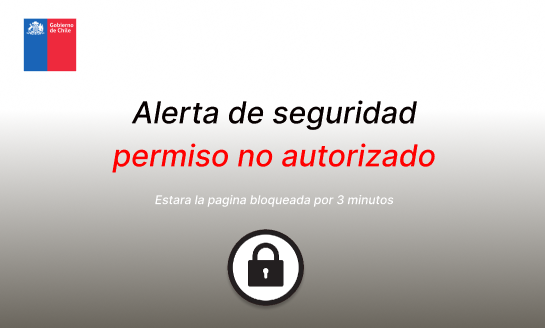 Gobierno
de Chile
Alerta de seguridad
permiso no autorizado
Estara la pagina bloqueada por 3 minutos